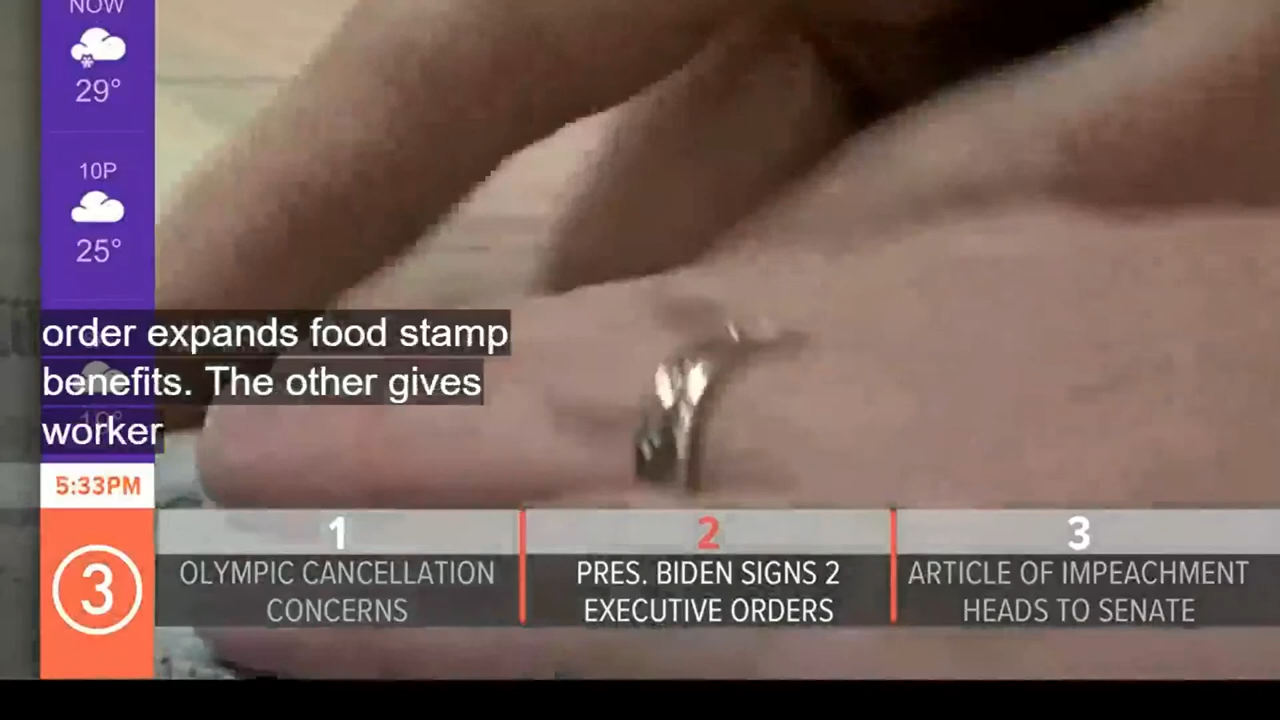 NOW
29°
10P
25°
order expands food stamp
benefits. The other gives
worker
19°
5:33PM
3
1
OLYMPIC CANCELLATION
CONCERNS
2
PRES. BIDEN SIGNS 2
EXECUTIVE ORDERS
3
ARTICLE OF IMPEACHMENT
HEADS TO SENATE